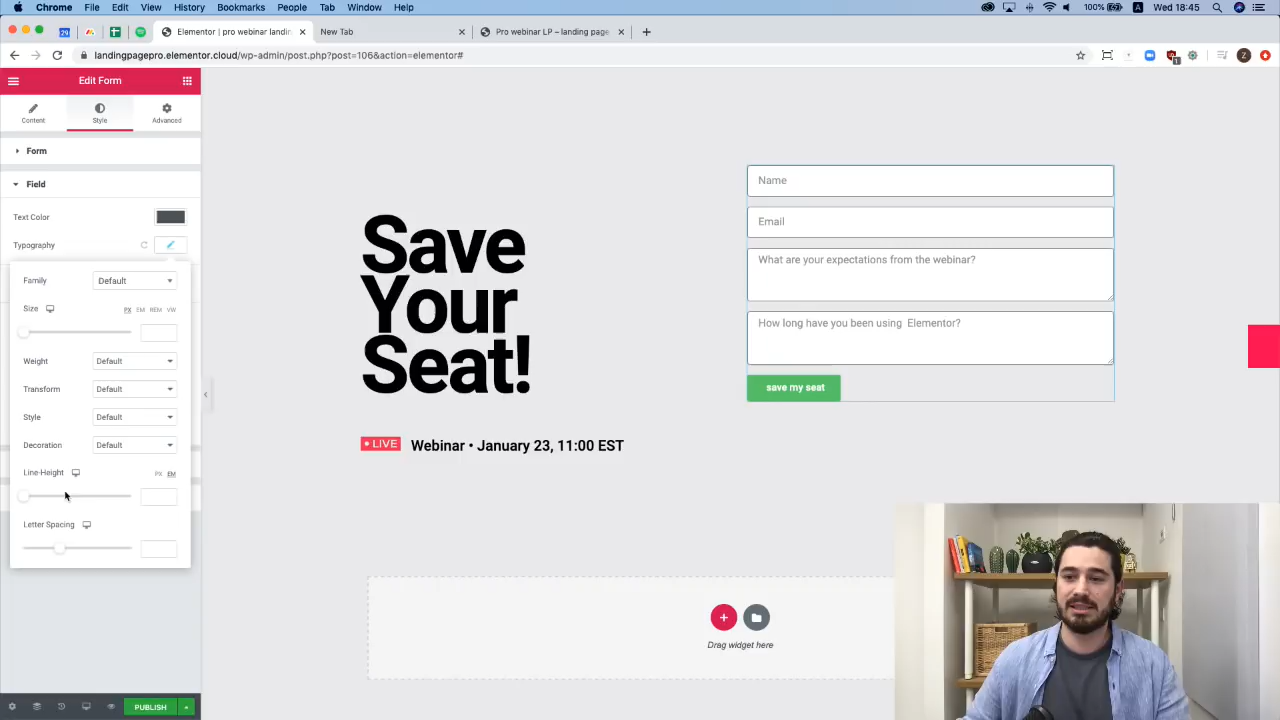 Chrome File Edit View History Bookmarks People Tab Window Help
100% A Wed 18:45
31 Elementor | pro webinar landin
New Tab
Pro webinar LP – landing page
landingpagepro.elementor.cloud/wp-admin/post.php?post=106&action=elementor#
1
Z
Edit Form
Content
Style
Advanced
Form
Field
Text Color
Typography
Family Default
Size PX EM REM VW
Weight Default
Transform Default
Style Default
Decoration Default
Line-Height PX EM
Letter Spacing
PUBLISH
Save
Your
Seat!
• LIVE Webinar • January 23, 11:00 EST
Name
Email
What are your expectations from the webinar?
How long have you been using Elementor?
save my seat
Drag widget here